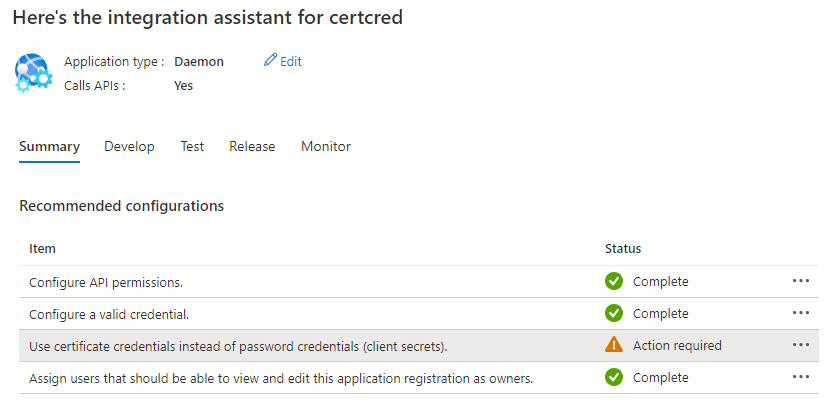 Here's the integration assistant for certcred
Application type : Daemon Edit
Calls APIs : Yes
Summary Develop Test Release Monitor
Recommended configurations
Item Status
Configure API permissions. Complete
Configure a valid credential. Complete
Use certificate credentials instead of password credentials (client secrets). Action required
Assign users that should be able to view and edit this application registration as owners. Complete